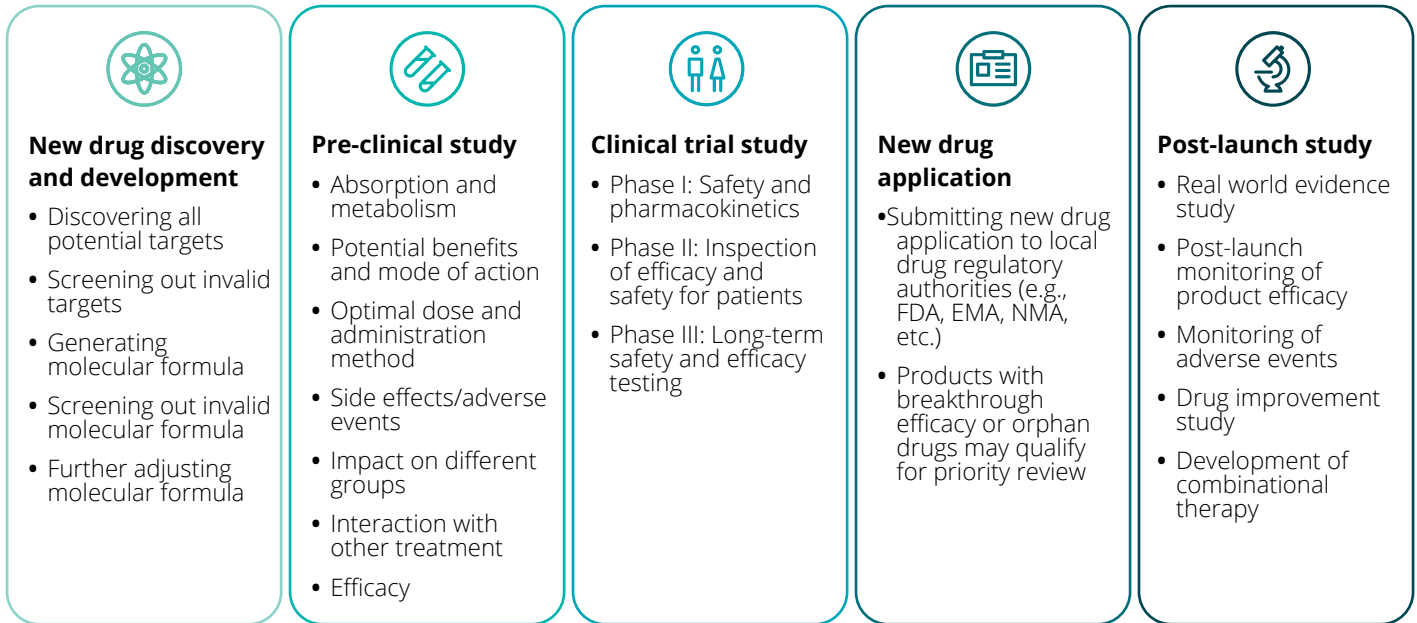 New drug discovery
and development
• Discovering all
potential targets
• Screening out invalid
targets
• Generating
molecular formula
• Screening out invalid
molecular formula
• Further adjusting
molecular formula
Pre-clinical study
• Absorption and
metabolism
• Potential benefits
and mode of action
• Optimal dose and
administration
method
• Side effects/adverse
events
• Impact on different
groups
• Interaction with
other treatment
• Efficacy
Clinical trial study
• Phase I: Safety and
pharmacokinetics
• Phase II: Inspection
of efficacy and
safety for patients
• Phase III: Long-term
safety and efficacy
testing
New drug
application
•Submitting new drug
application to local
drug regulatory
authorities (e.g.,
FDA, EMA, NMA,
etc.)
• Products with
breakthrough
efficacy or orphan
drugs may qualify
for priority review
Post-launch study
• Real world evidence
study
• Post-launch
monitoring of
product efficacy
• Monitoring of
adverse events
• Drug improvement
study
• Development of
combinational
therapy